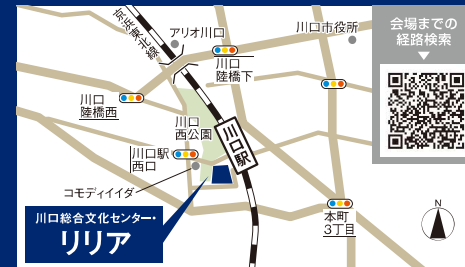 京浜東北線
アリオ川口
川口市役所
会場までの
経路検索
川口
陸橋下
川口
陸橋西
川口
西公園
川口駅
川口駅
西口
コモディイイダ
川口総合文化センター・
リリア
本町
3丁目
N